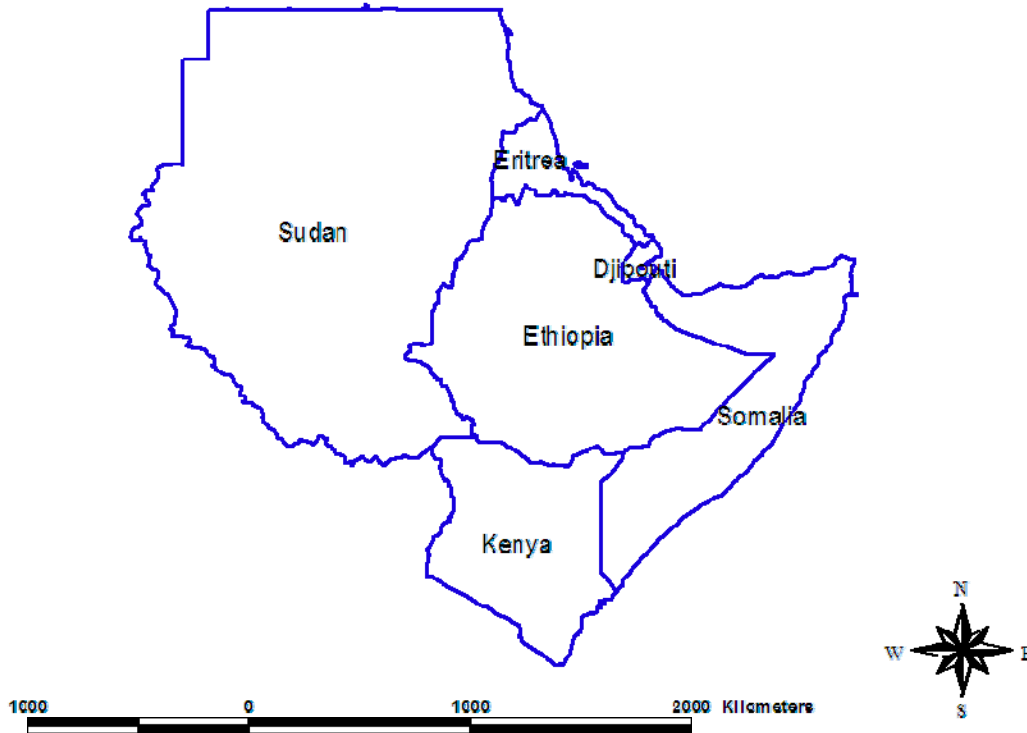 Eritrea
Sudan
Djibouti
Ethiopia
Somalia
Kenya
N
W E
S
1000 0 1000 2000 Kilometers